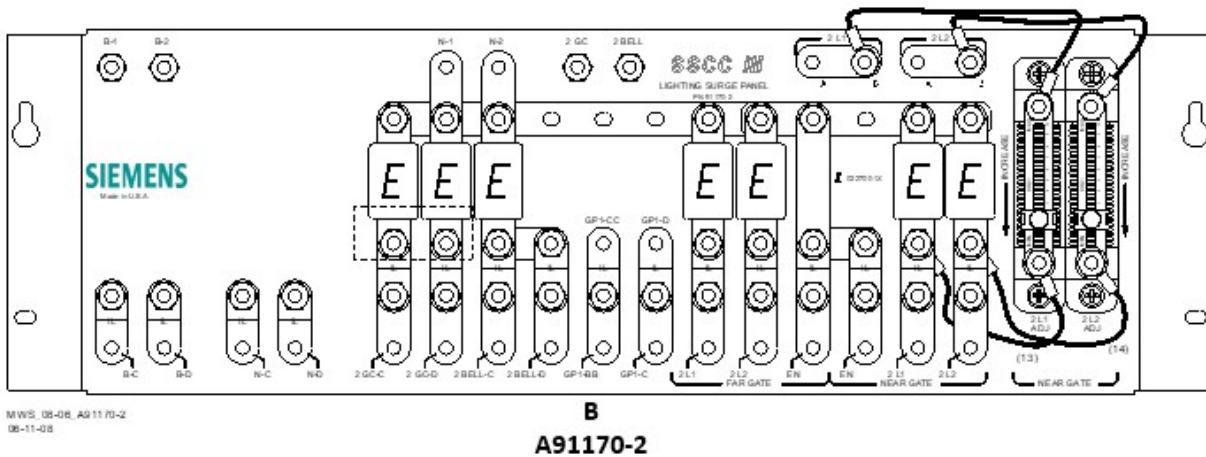 B-1 B-2 N-1 N-2 2 GC 2 BELL 2 L1 2 L2
A B A
SSCC IV
LIGHTING SURGE PANEL
E E E E E E E
INCREASE INCREASE
SIEMENS
Made in U.S.A.
GP1-CC GP1-D
B-C B-D N-C N-D 2 GC-C 2 GC-D 2 BELL-C 2 BELL-D GP1-BB GP1-C 2 L1 2 L2 EN EN 2 L1 2 L2
FAR GATE NEAR GATE
2 L1 ADJ 2 L2 ADJ
(13) (14)
NEAR GATE
MWS_08-06_A91170-2
06-11-08
B
A91170-2